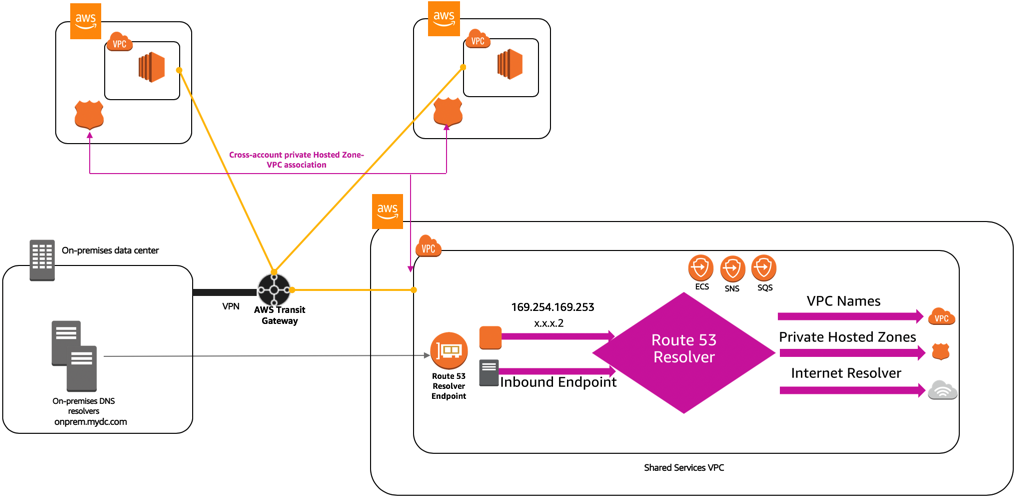 aws
VPC
aws
VPC
Cross-account private Hosted Zone-
VPC association
aws
On-premises data center
VPC
ECS
SNS
SQS
VPN
AWS Transit
Gateway
169.254.169.253
x.x.x.2
Route 53
Resolver
VPC Names
VPC
Private Hosted Zones
Internet Resolver
Route 53
Resolver
Endpoint
Inbound Endpoint
On-premises DNS
resolvers
onprem.mydc.com
Shared Services VPC